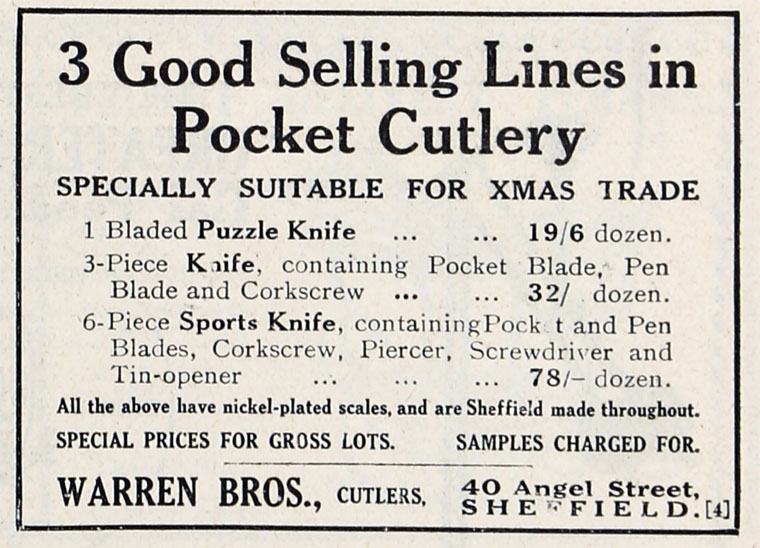 3 Good Selling Lines in
Pocket Cutlery
SPECIALLY SUITABLE FOR XMAS TRADE
1 Bladed Puzzle Knife ... ... 19/6 dozen.
3-Piece Knife, containing Pocket Blade, Pen
Blade and Corkscrew ... ... 32/ dozen.
6-Piece Sports Knife, containing Pocket and Pen
Blades, Corkscrew, Piercer, Screwdriver and
Tin-opener ... ... ... 78/- dozen.
All the above have nickel-plated scales, and are Sheffield made throughout.
SPECIAL PRICES FOR GROSS LOTS. SAMPLES CHARGED FOR.
WARREN BROS., CUTLERS, 40 Angel Street,
SHEFFIELD. [4]